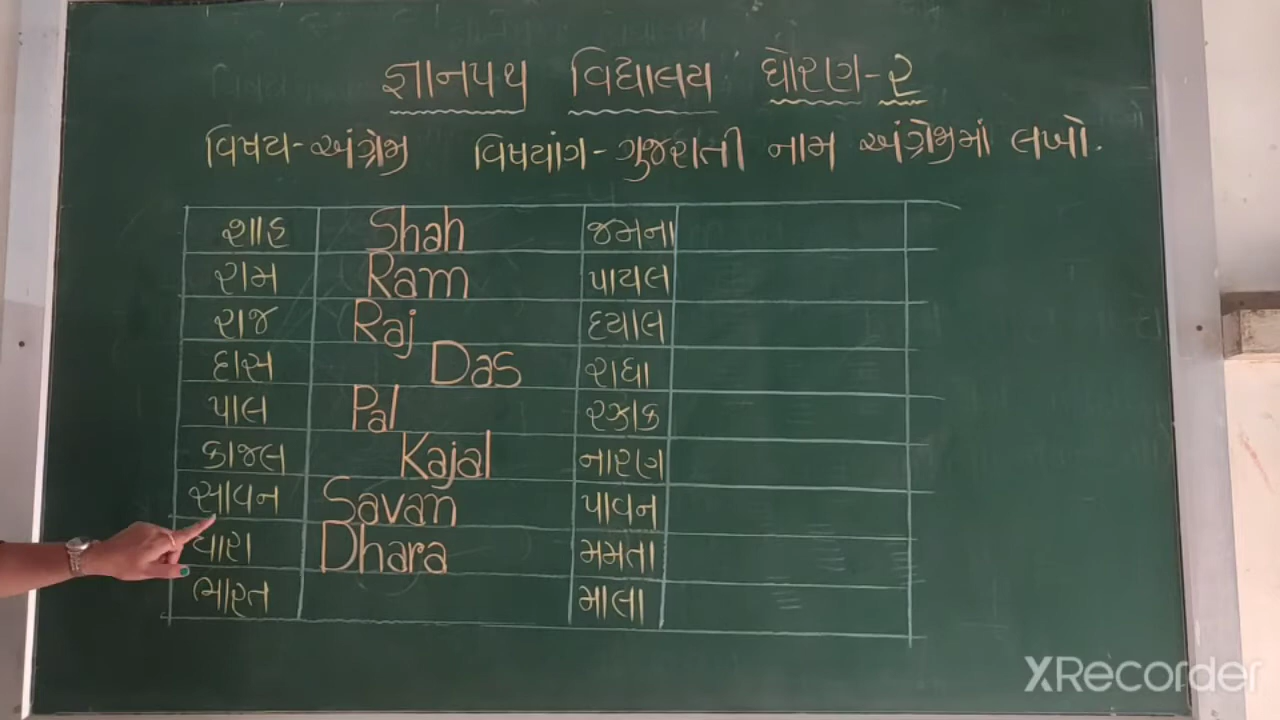 જ્ઞાનપથ વિદ્યાલય ધોરણ-૨
વિષય-અંગ્રેજી વિષયાંગ-ગુજરાતી નામ અંગ્રેજીમાં લખો.
શાહ Shah જમના
રામ Ram પાયલ
રાજ Raj દયાલ
દાસ Das રાધા
પાલ Pal રઝાક
કાજલ Kajal નારણ
સાવન Savan પાવન
ધારા Dhara મમતા
ભારત માલા
XRecorder